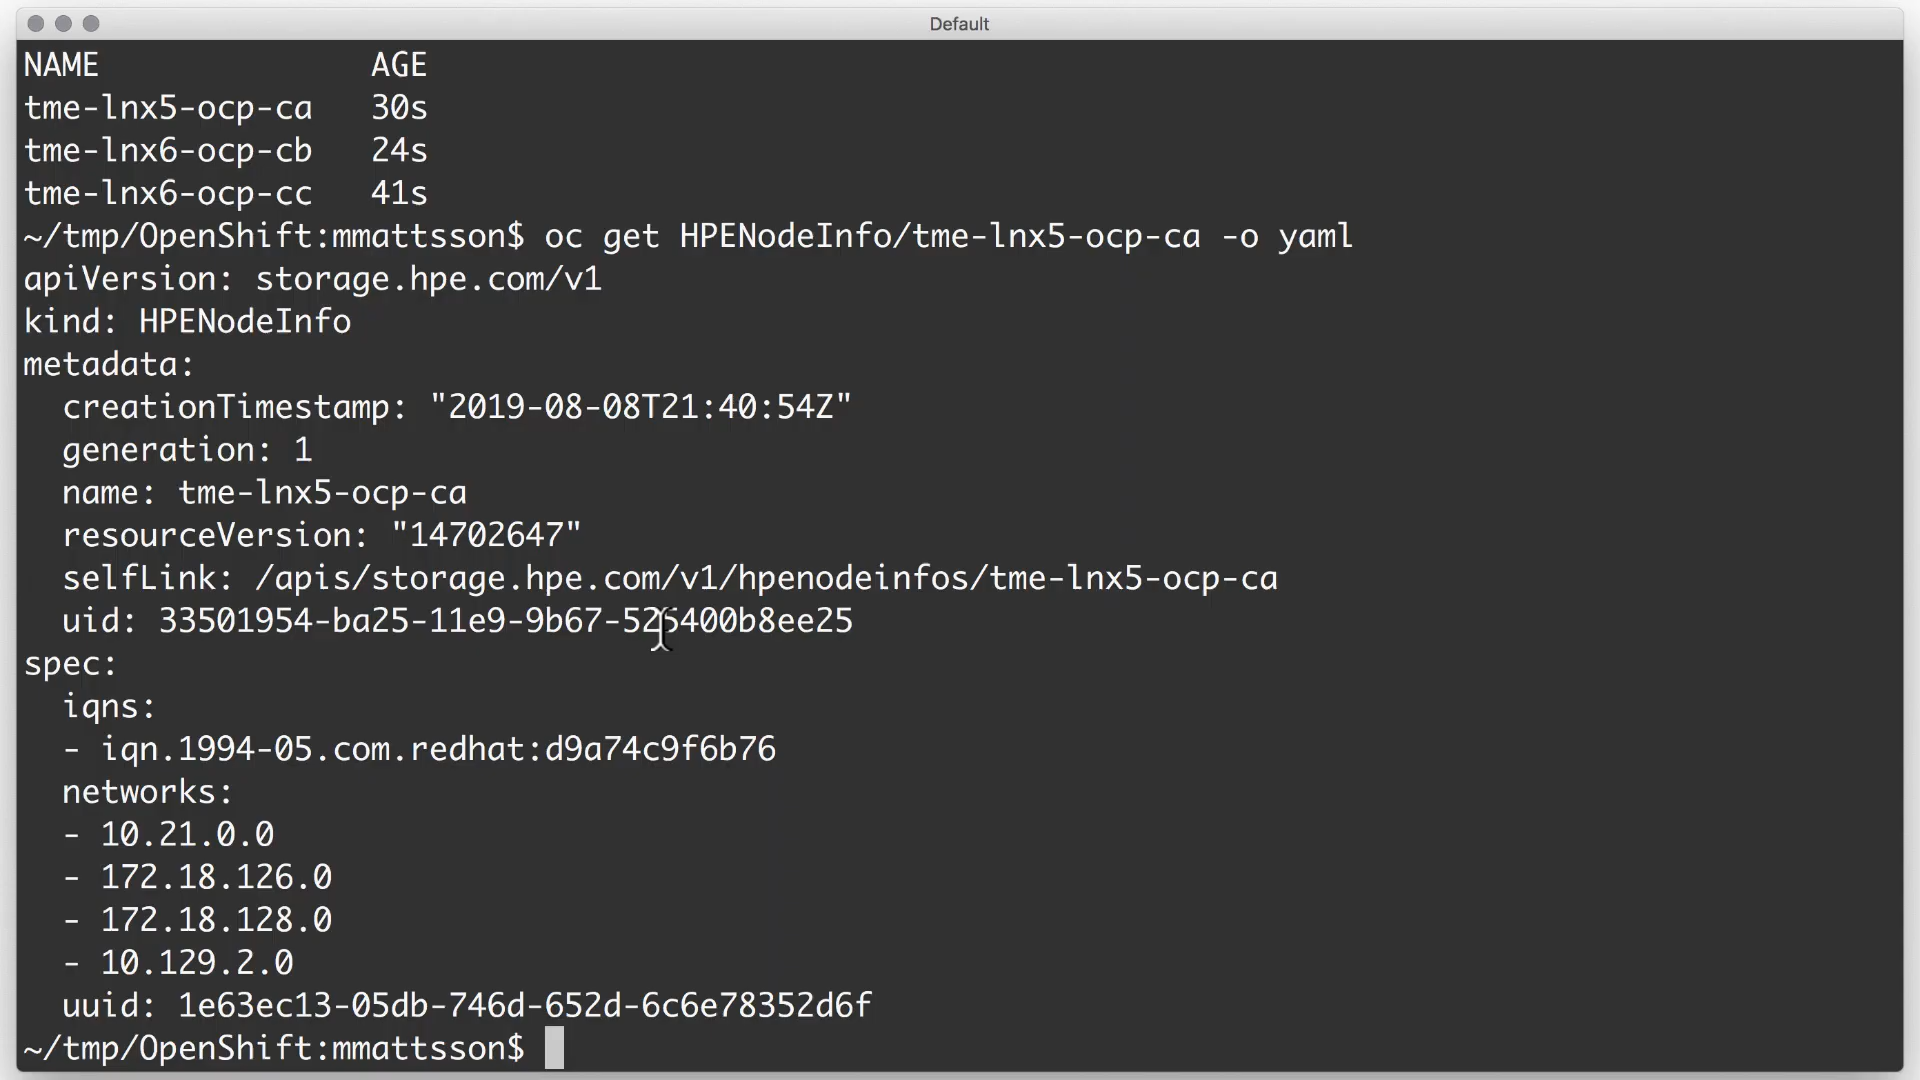 Default
NAME AGE
tme-lnx5-ocp-ca 30s
tme-lnx6-ocp-cb 24s
tme-lnx6-ocp-cc 41s
~/tmp/OpenShift:mmattsson$ oc get HPENodeInfo/tme-lnx5-ocp-ca -o yaml
apiVersion: storage.hpe.com/v1
kind: HPENodeInfo
metadata:
  creationTimestamp: "2019-08-08T21:40:54Z"
  generation: 1
  name: tme-lnx5-ocp-ca
  resourceVersion: "14702647"
  selfLink: /apis/storage.hpe.com/v1/hpenodeinfos/tme-lnx5-ocp-ca
  uid: 33501954-ba25-11e9-9b67-525400b8ee25
spec:
  iqns:
  - iqn.1994-05.com.redhat:d9a74c9f6b76
  networks:
  - 10.21.0.0
  - 172.18.126.0
  - 172.18.128.0
  - 10.129.2.0
  uuid: 1e63ec13-05db-746d-652d-6c6e78352d6f
~/tmp/OpenShift:mmattsson$